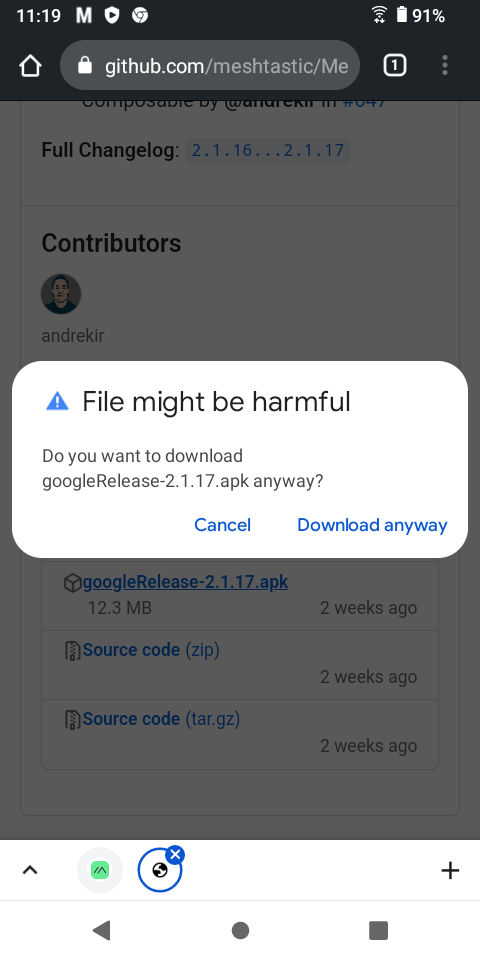 11:19 M 91%
github.com/meshtastic/Me 1
Composable by @andrekir in #647
Full Changelog: 2.1.16...2.1.17
Contributors
andrekir
File might be harmful
Do you want to download
googleRelease-2.1.17.apk anyway?
Cancel Download anyway
googleRelease-2.1.17.apk
12.3 MB 2 weeks ago
Source code (zip)
2 weeks ago
Source code (tar.gz)
2 weeks ago